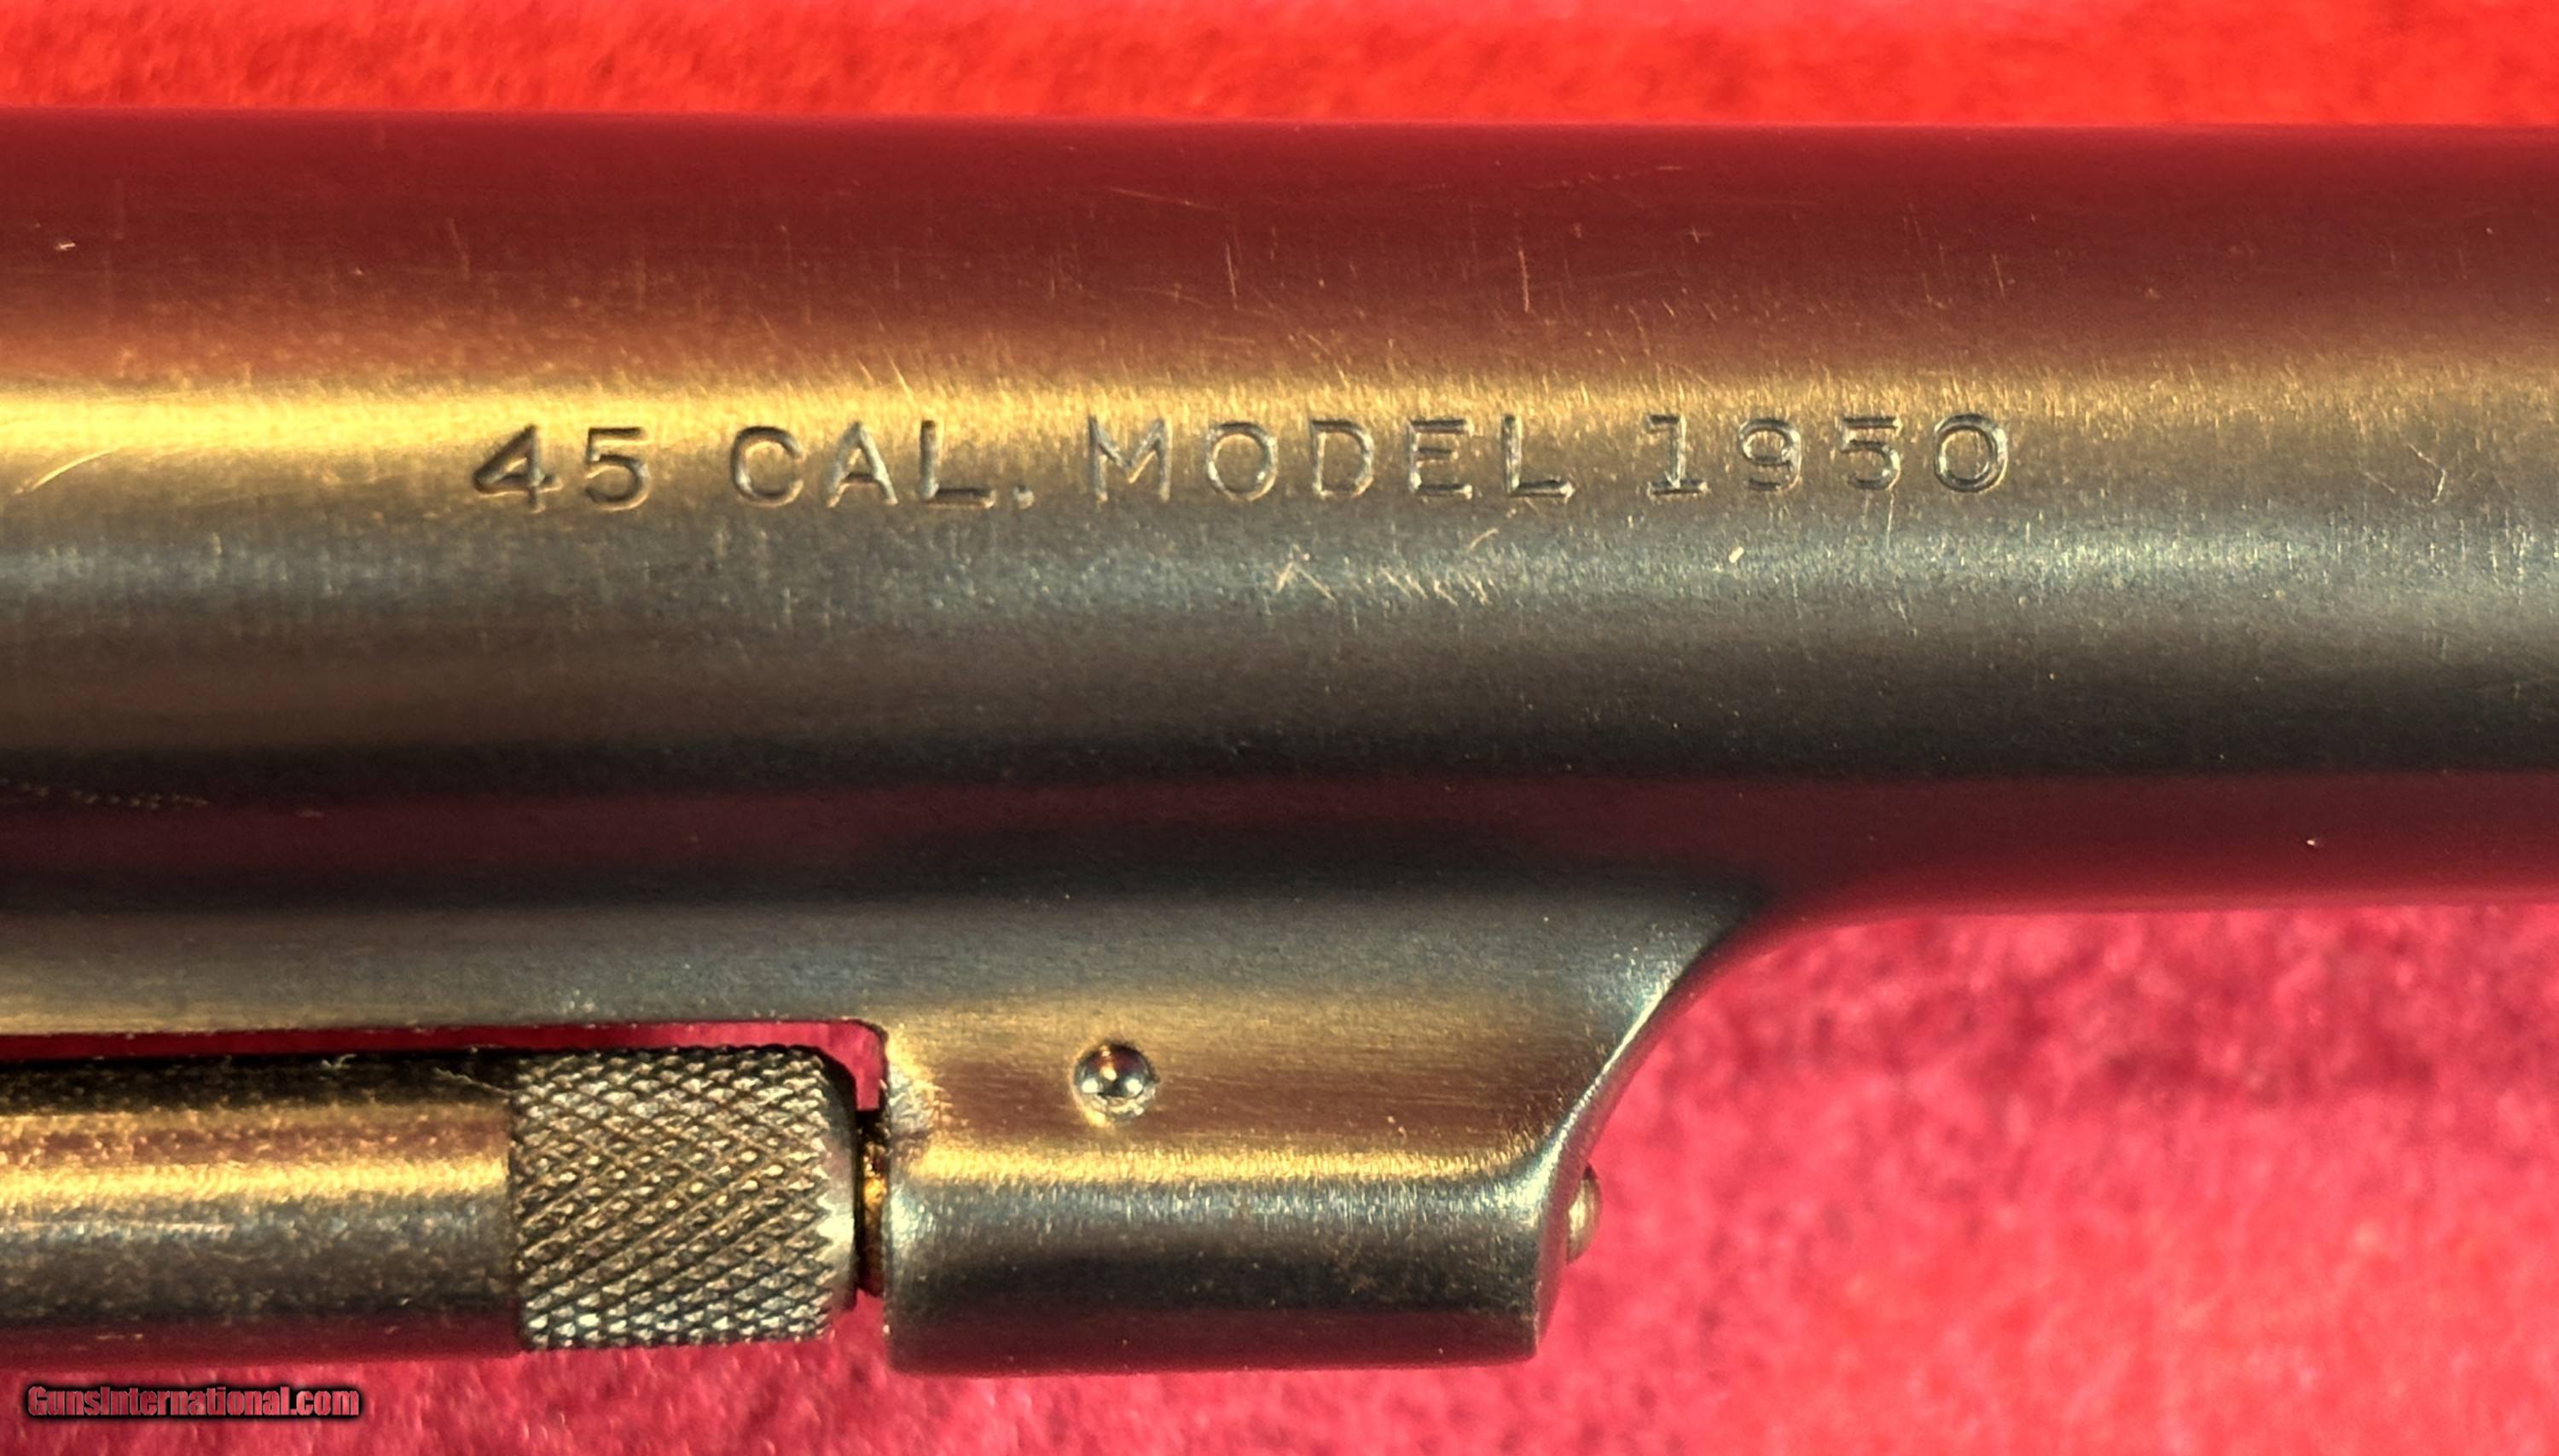 45 CAL. MODEL 1950
GunsInternational.com